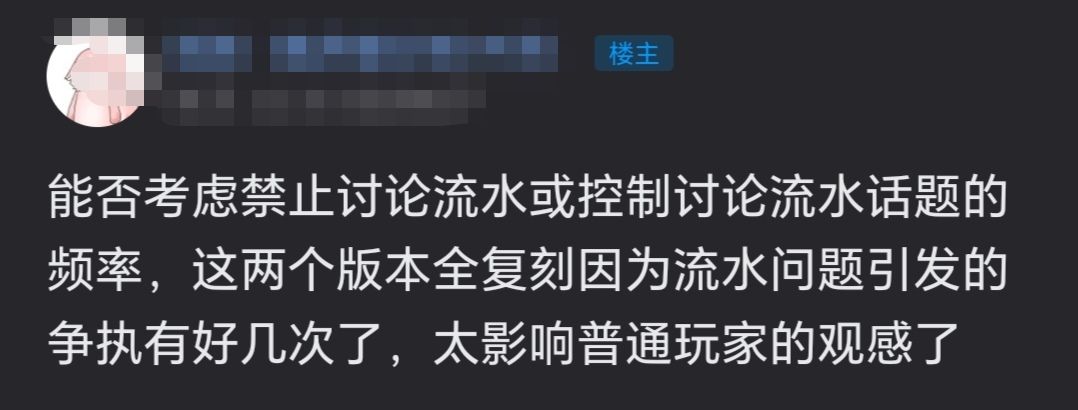 楼主
能否考虑禁止讨论流水或控制讨论流水话题的
频率，这两个版本全复刻因为流水问题引发的
争执有好几次了，太影响普通玩家的观感了